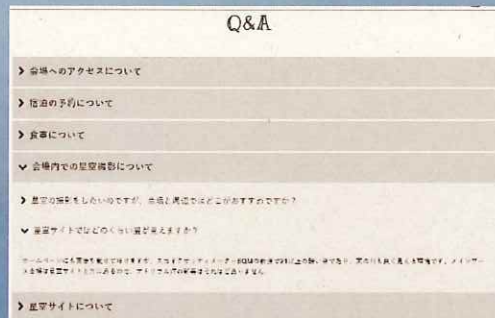 Q&A
会場へのアクセスについて
宿泊の予約について
食事について
会場内での星空撮影について
星空の撮影をしたいのですが、会場と周辺ではどこがおすすめですか？
星空サイトではどのくらい星が見えますか？
星空サイトについて